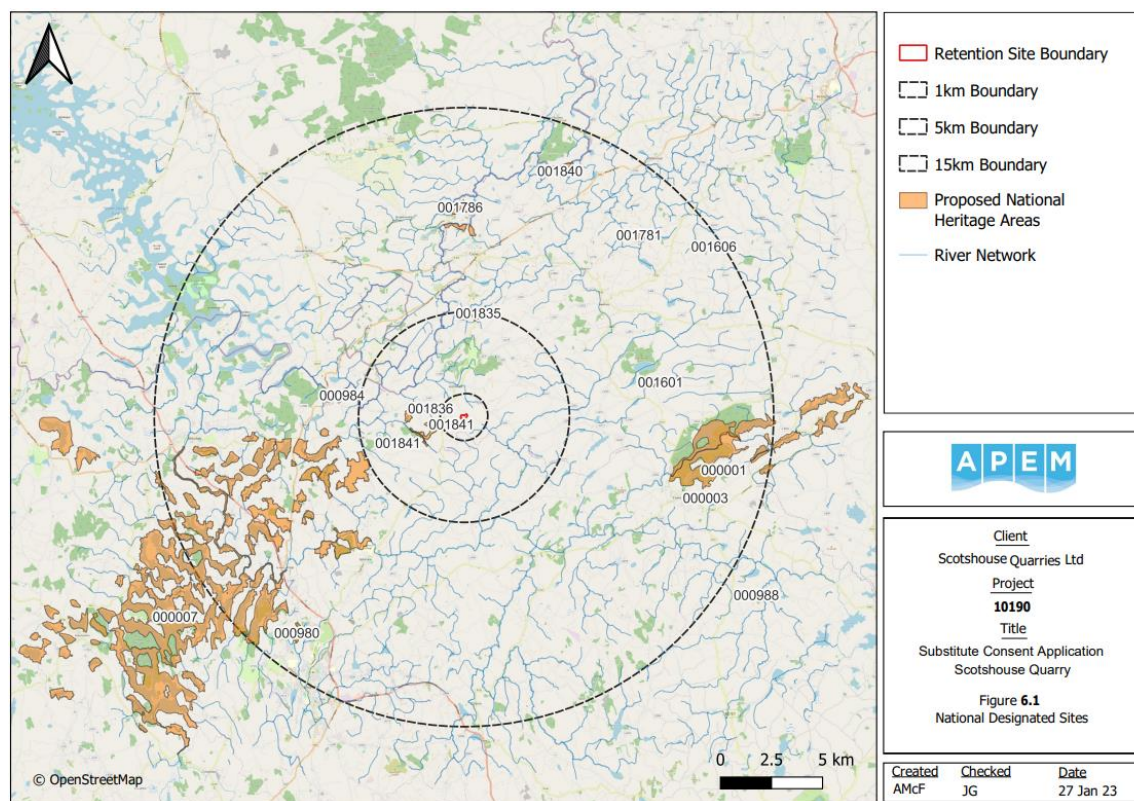 001840
001786
001781
001606
001835
001601
000984
001836
001841
001841
000001
000003
000988
000007
000980
0 2.5 5 km
© OpenStreetMap
Retention Site Boundary
1km Boundary
5km Boundary
15km Boundary
Proposed National
Heritage Areas
River Network
APEM
Client
Scotshouse Quarries Ltd
Project
10190
Title
Substitute Consent Application
Scotshouse Quarry
Figure 6.1
National Designated Sites
Created Checked Date
AMcF JG 27 Jan 23